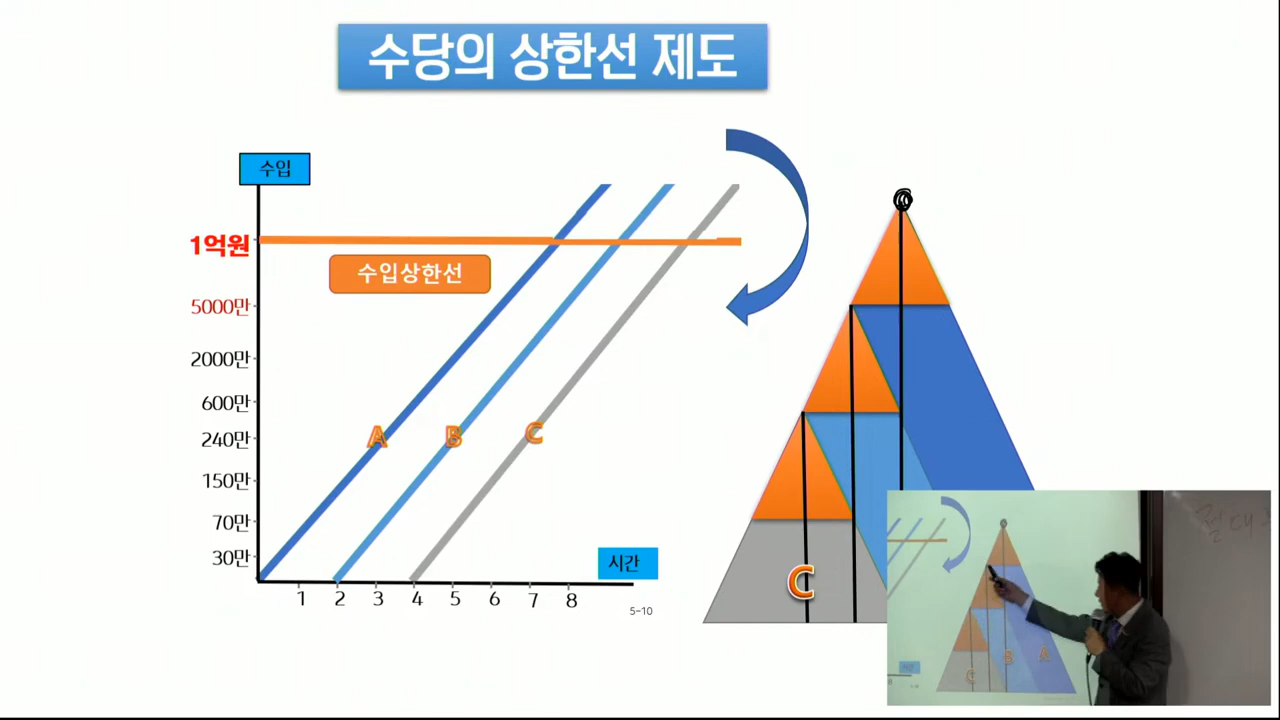 수당의 상한선 제도
수입
1억원
수입상한선
5000만
2000만
600만
240만
150만
70만
30만
A
B
C
시간
1 2 3 4 5 6 7 8
5-10
C
절대
C
B
A